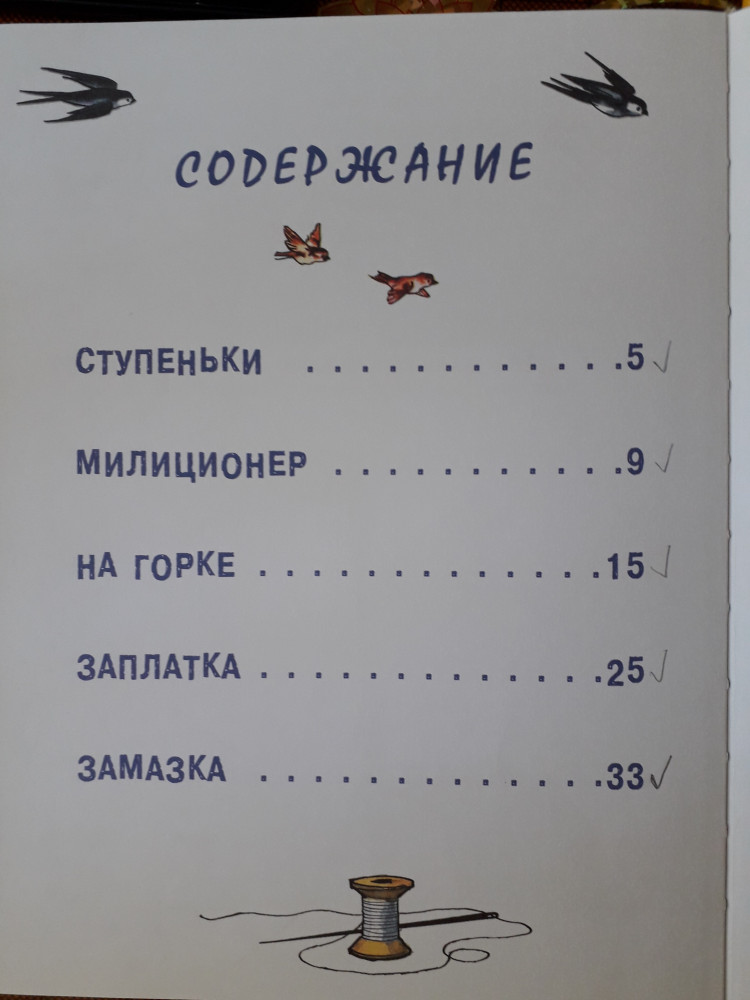 СОДЕРЖАНИЕ
СТУПЕНЬКИ . . . . . . . . . . . .5
МИЛИЦИОНЕР . . . . . . . . . . .9
НА ГОРКЕ . . . . . . . . . . . . .15
ЗАПЛАТКА . . . . . . . . . . . . .25
ЗАМАЗКА . . . . . . . . . . . . .33